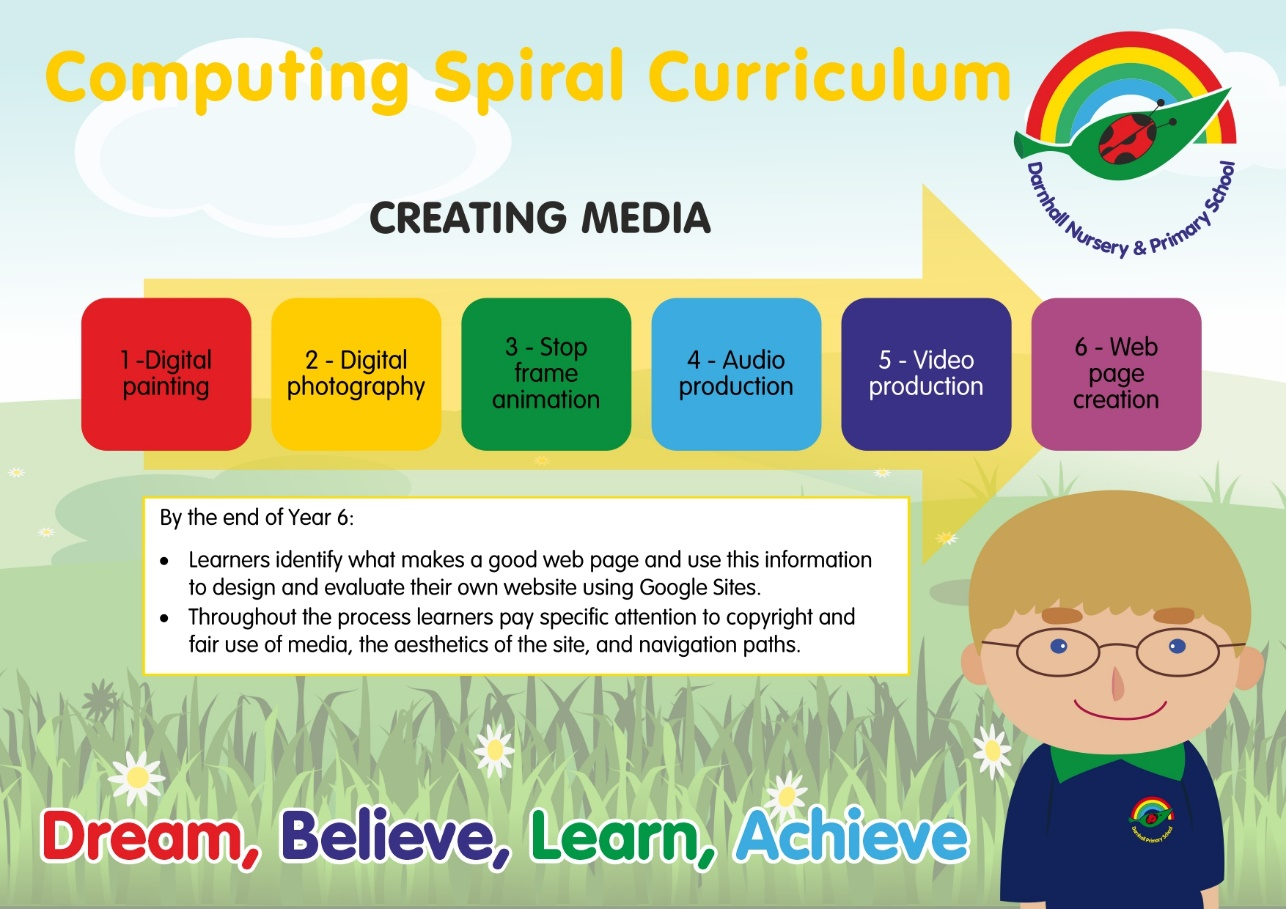 Computing Spiral Curriculum
Darnhall Nursery & Primary School
CREATING MEDIA
1 -Digital
painting
2 - Digital
photography
3 - Stop
frame
animation
4 - Audio
production
5 - Video
production
6 - Web
page
creation
By the end of Year 6:
• Learners identify what makes a good web page and use this information
to design and evaluate their own website using Google Sites.
• Throughout the process learners pay specific attention to copyright and
fair use of media, the aesthetics of the site, and navigation paths.
Darnhall Primary School
Dream, Believe, Learn, Achieve